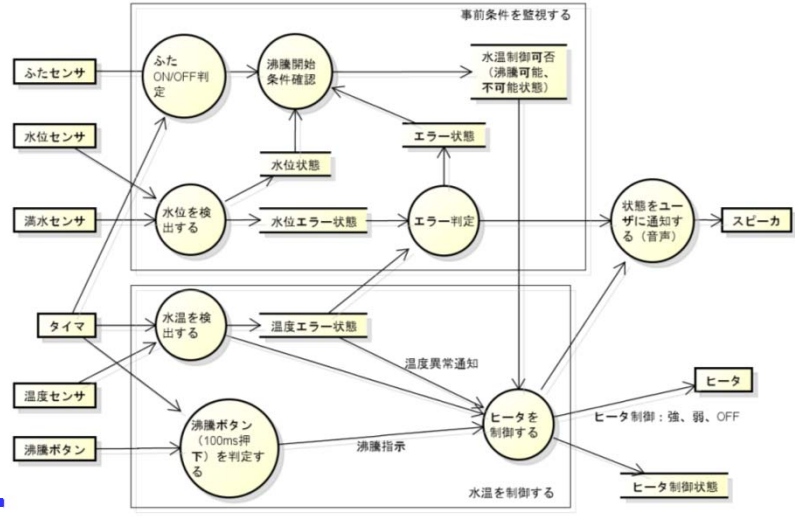 事前条件を監視する
ふたセンサ
ふた
ON/OFF判
定
沸騰開始
条件確認
水温制御可否
(沸騰可能、
不可能状態)
水位センサ
エラー状態
水位状態
満水センサ
水位を検
出する
水位エラー状態
エラー判定
状態をユー
ザに通知す
る(音声)
スピーカ
タイマ
水温を検
出する
温度エラー状態
温度異常通知
温度センサ
ヒータ
沸騰ボタン
(100ms押
下)を判定す
る
ヒータを
制御する
ヒータ制御:強、弱、OFF
沸騰ボタン
沸騰指示
ヒータ制御状態
水温を制御する